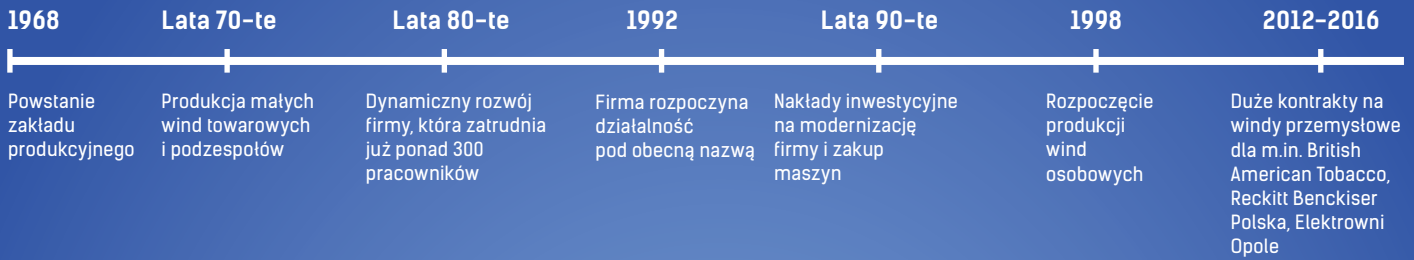 1968
Powstanie
zakładu
produkcyjnego
Lata 70-te
Produkcja małych
wind towarowych
i podzespołów
Lata 80-te
Dynamiczny rozwój
firmy, która zatrudnia
już ponad 300
pracowników
1992
Firma rozpoczyna
działalność
pod obecną nazwą
Lata 90-te
Nakłady inwestycyjne
na modernizację
firmy i zakup
maszyn
1998
Rozpoczęcie
produkcji
wind
osobowych
2012-2016
Duże kontrakty na
windy przemysłowe
dla m.in. British
American Tobacco,
Reckitt Benckiser
Polska, Elektrowni
Opole